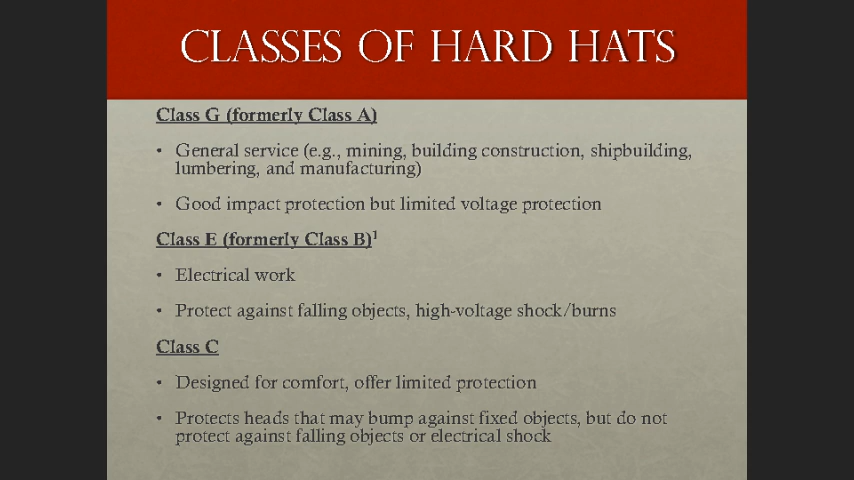 CLASSES OF HARD HATS
Class G (formerly Class A)
• General service (e.g., mining, building construction, shipbuilding,
lumbering, and manufacturing)
• Good impact protection but limited voltage protection
Class E (formerly Class B)¹
• Electrical work
• Protect against falling objects, high-voltage shock/burns
Class C
• Designed for comfort, offer limited protection
• Protects heads that may bump against fixed objects, but do not
protect against falling objects or electrical shock